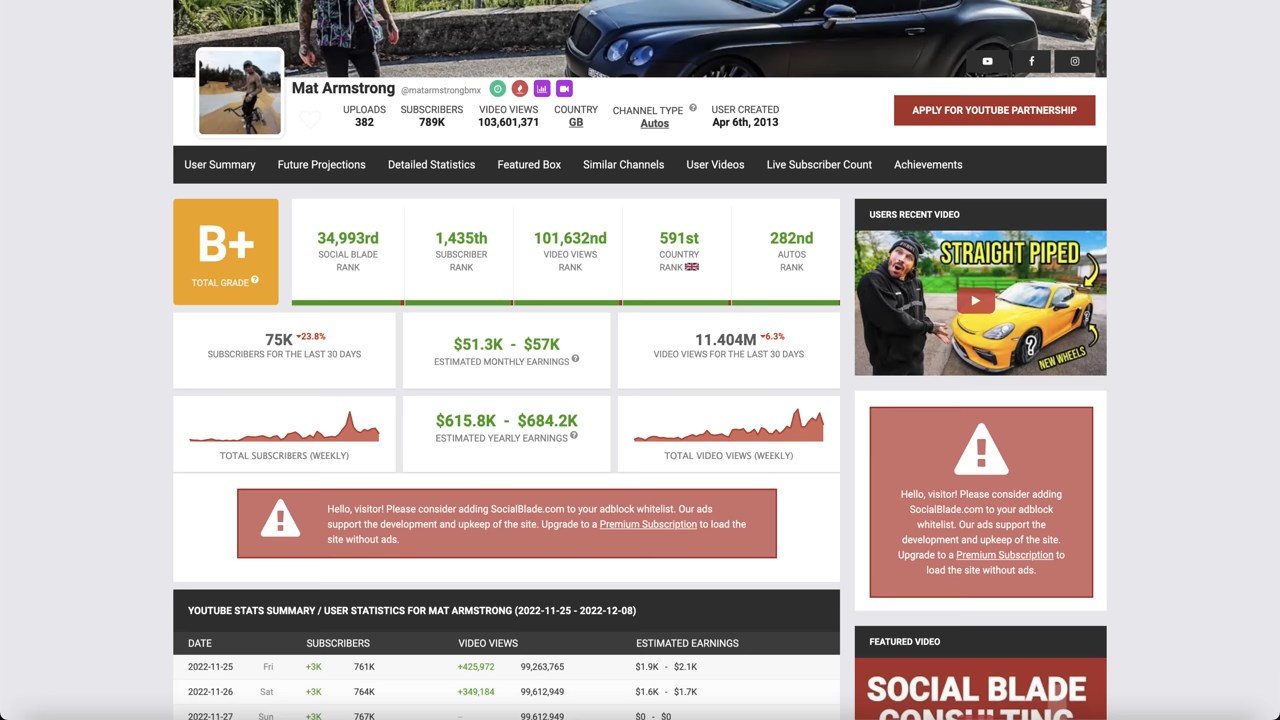 Mat Armstrong @matarmstrongbmx
UPLOADS SUBSCRIBERS VIDEO VIEWS COUNTRY CHANNEL TYPE USER CREATED
382 789K 103,601,371 GB Autos Apr 6th, 2013
APPLY FOR YOUTUBE PARTNERSHIP
User Summary Future Projections Detailed Statistics Featured Box Similar Channels User Videos Live Subscriber Count Achievements
B+
TOTAL GRADE
34,993rd 1,435th 101,632nd 591st 282nd
SOCIAL BLADE SUBSCRIBER VIDEO VIEWS COUNTRY AUTOS
RANK RANK RANK RANK RANK
75K 23.8%
SUBSCRIBERS FOR THE LAST 30 DAYS
$51.3K - $57K
ESTIMATED MONTHLY EARNINGS
11.404M 6.3%
VIDEO VIEWS FOR THE LAST 30 DAYS
TOTAL SUBSCRIBERS (WEEKLY)
$615.8K - $684.2K
ESTIMATED YEARLY EARNINGS
TOTAL VIDEO VIEWS (WEEKLY)
Hello, visitor! Please consider adding SocialBlade.com to your adblock whitelist. Our ads
support the development and upkeep of the site. Upgrade to a Premium Subscription to load the
site without ads.
YOUTUBE STATS SUMMARY / USER STATISTICS FOR MAT ARMSTRONG (2022-11-25 - 2022-12-08)
DATE SUBSCRIBERS VIDEO VIEWS ESTIMATED EARNINGS
2022-11-25 Fri +3K 761K +425,972 99,263,765 $1.9K - $2.1K
2022-11-26 Sat +3K 764K +349,184 99,612,949 $1.6K - $1.7K
2022-11-27 Sun +3K 767K -- 99,612,949 $0 - $0
USERS RECENT VIDEO
STRAIGHT PIPED
?
NEW WHEELS
Hello, visitor! Please consider adding
SocialBlade.com to your adblock
whitelist. Our ads support the
development and upkeep of the site.
Upgrade to a Premium Subscription to
load the site without ads.
FEATURED VIDEO
SOCIAL BLADE
CONSULTING